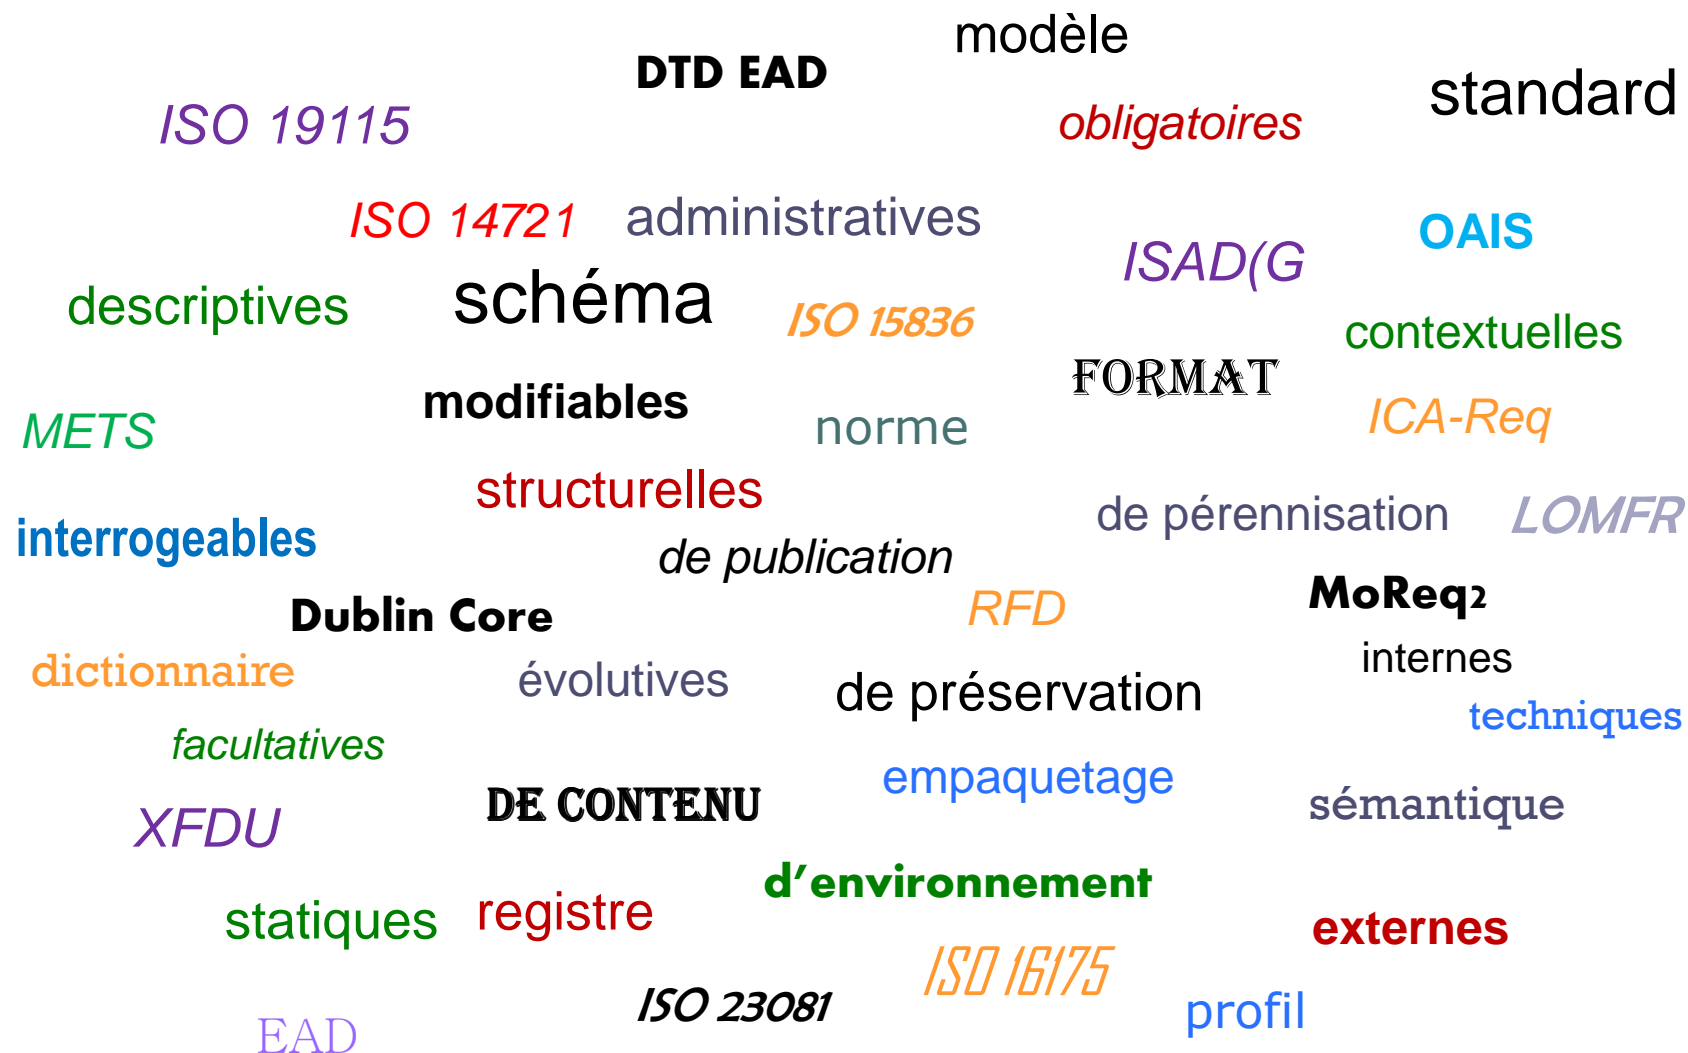 modèle
DTD EAD
standard
ISO 19115
obligatoires
ISO 14721
administratives
OAIS
ISAD(G
descriptives
schéma
ISO 15836
contextuelles
FORMAT
modifiables
ICA-Req
METS
norme
structurelles
de pérennisation
LOMFR
interrogeables
de publication
MoReq2
Dublin Core
RFD
dictionnaire
évolutives
internes
de préservation
techniques
facultatives
empaquetage
XFDU
DE CONTENU
sémantique
d’environnement
statiques
registre
externes
ISO 16175
ISO 23081
profil
EAD